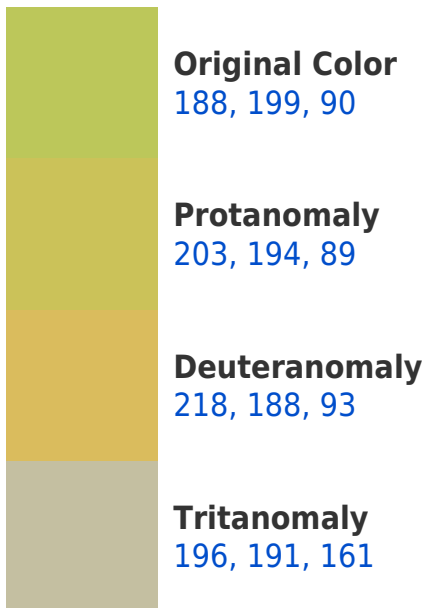 Original Color
188, 199, 90
Protanomaly
203, 194, 89
Deuteranomaly
218, 188, 93
Tritanomaly
196, 191, 161